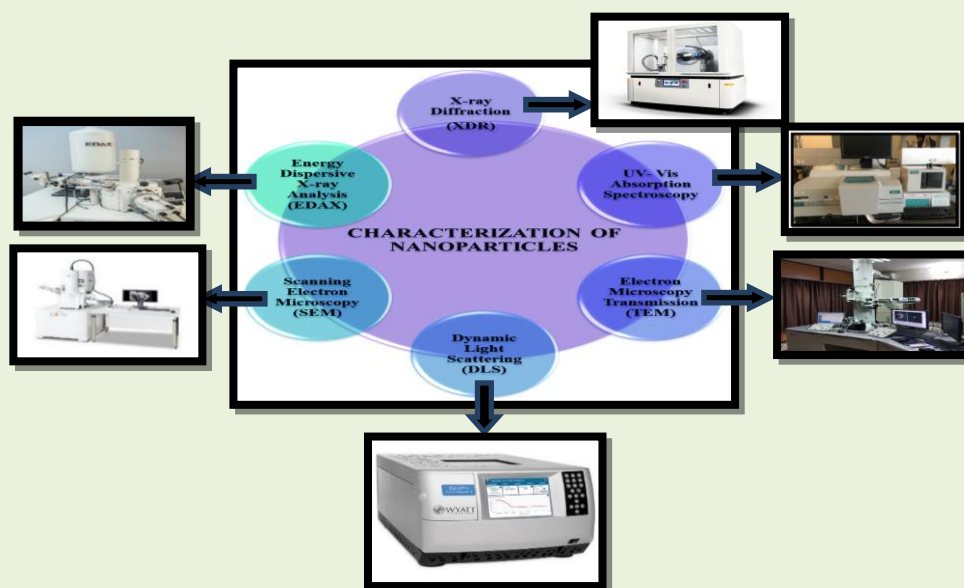 X-ray
Diffraction
(XDR)
Energy
Dispersive
X-ray
Analysis
(EDAX)
UV- Vis
Absorption
Spectroscopy
CHARACTERIZATION OF
NANOPARTICLES
Scanning
Electron
Microscopy
(SEM)
Electron
Microscopy
Transmission
(TEM)
Dynamic
Light
Scattering
(DLS)
EDAX
WYATT